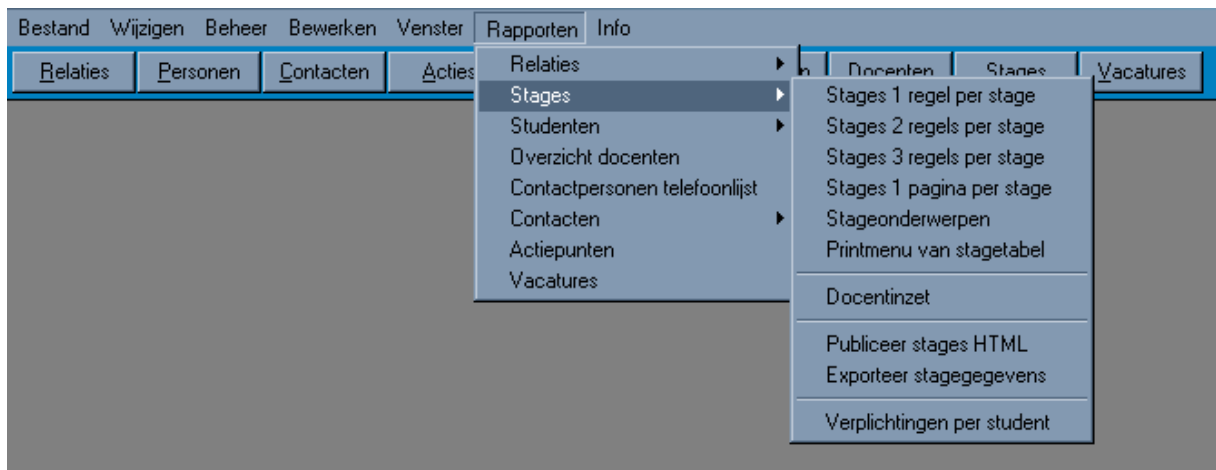 Bestand Wijzigen Beheer Bewerken Venster Rapporten Info
Relaties Personen Contacten Acties Docenten Stages Vacatures
Relaties
Stages
Studenten
Overzicht docenten
Contactpersonen telefoonlijst
Contacten
Actiepunten
Vacatures
Stages 1 regel per stage
Stages 2 regels per stage
Stages 3 regels per stage
Stages 1 pagina per stage
Stageonderwerpen
Printmenu van stagetabel
Docentinzet
Publiceer stages HTML
Exporteer stagegegevens
Verplichtingen per student